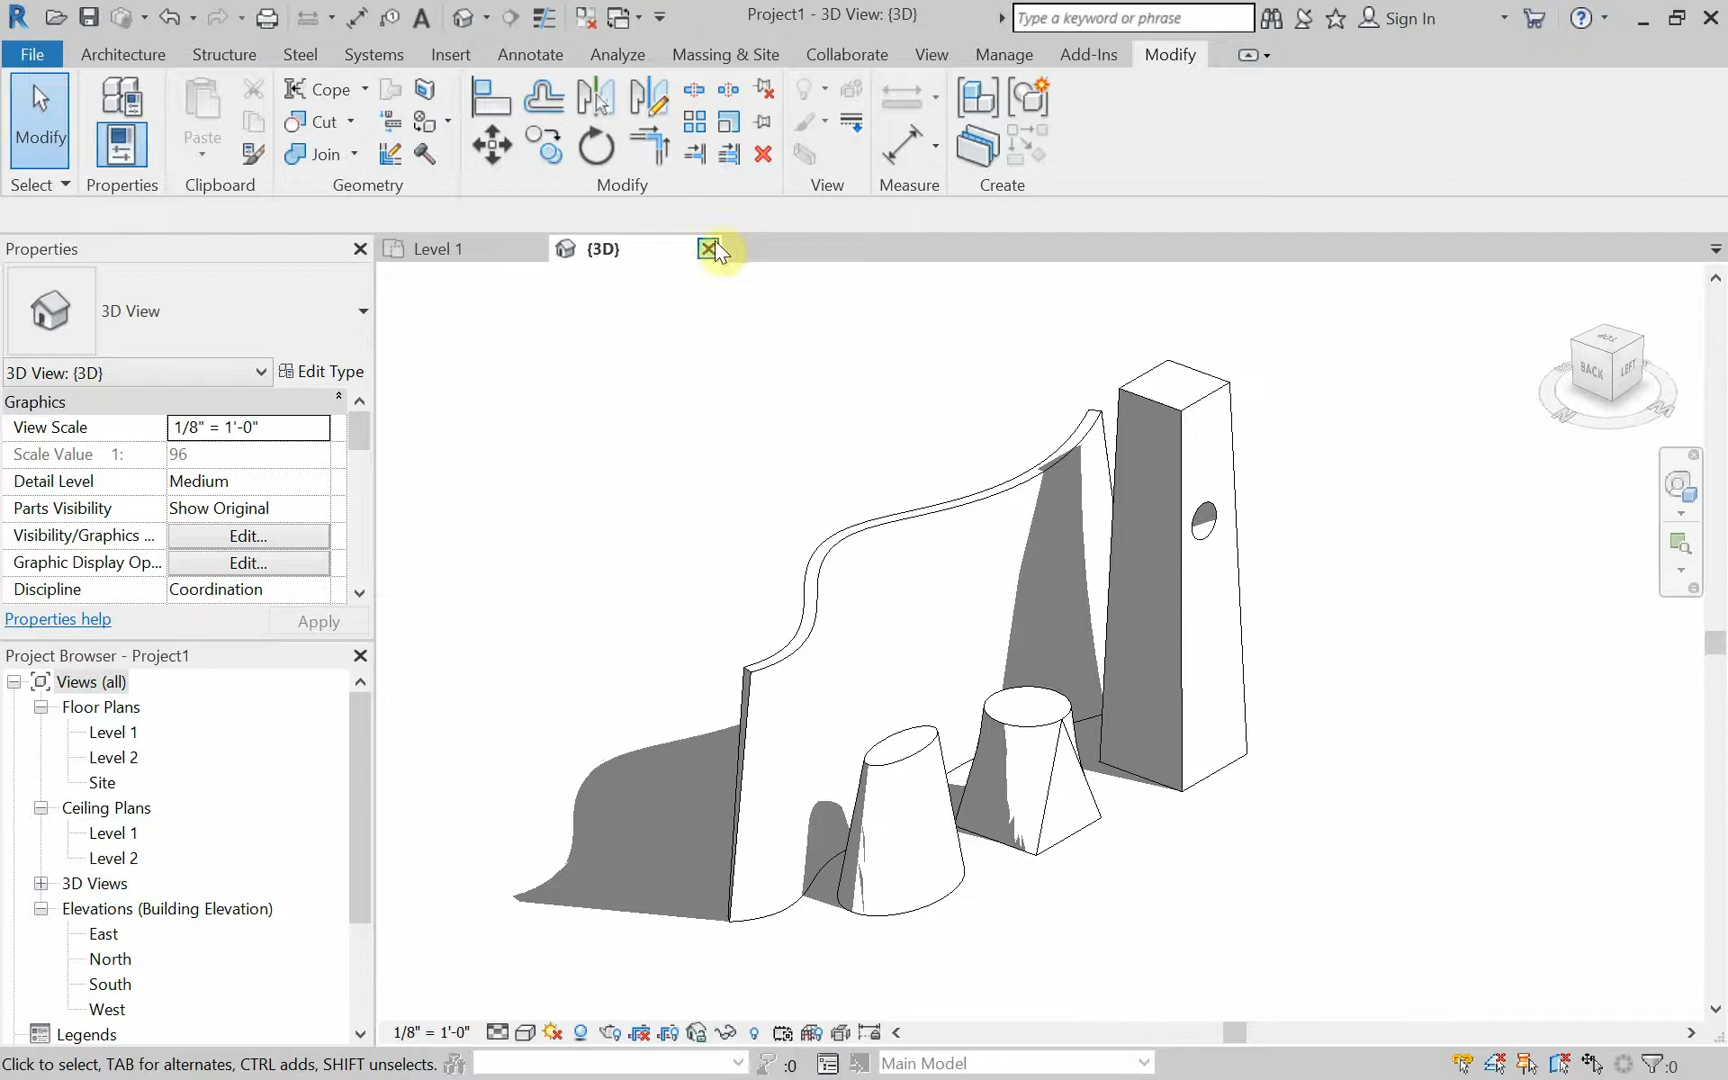 Project1 - 3D View: {3D}
Type a keyword or phrase
Sign In
File Architecture Structure Steel Systems Insert Annotate Analyze Massing & Site Collaborate View Manage Add-Ins Modify
Modify
Paste
Cope
Cut
Join
Select Properties Clipboard Geometry Modify View Measure Create
Properties
Level 1
{3D}
3D View
3D View: {3D}
Edit Type
Graphics
View Scale 1/8" = 1'-0"
Scale Value 1: 96
Detail Level Medium
Parts Visibility Show Original
Visibility/Graphics ... Edit...
Graphic Display Op... Edit...
Discipline Coordination
Properties help
Apply
Project Browser - Project1
Views (all)
Floor Plans
Level 1
Level 2
Site
Ceiling Plans
Level 1
Level 2
3D Views
Elevations (Building Elevation)
East
North
South
West
Legends
TOP
BACK
LEFT
1/8" = 1'-0"
Click to select, TAB for alternates, CTRL adds, SHIFT unselects.
:0
Main Model
:0